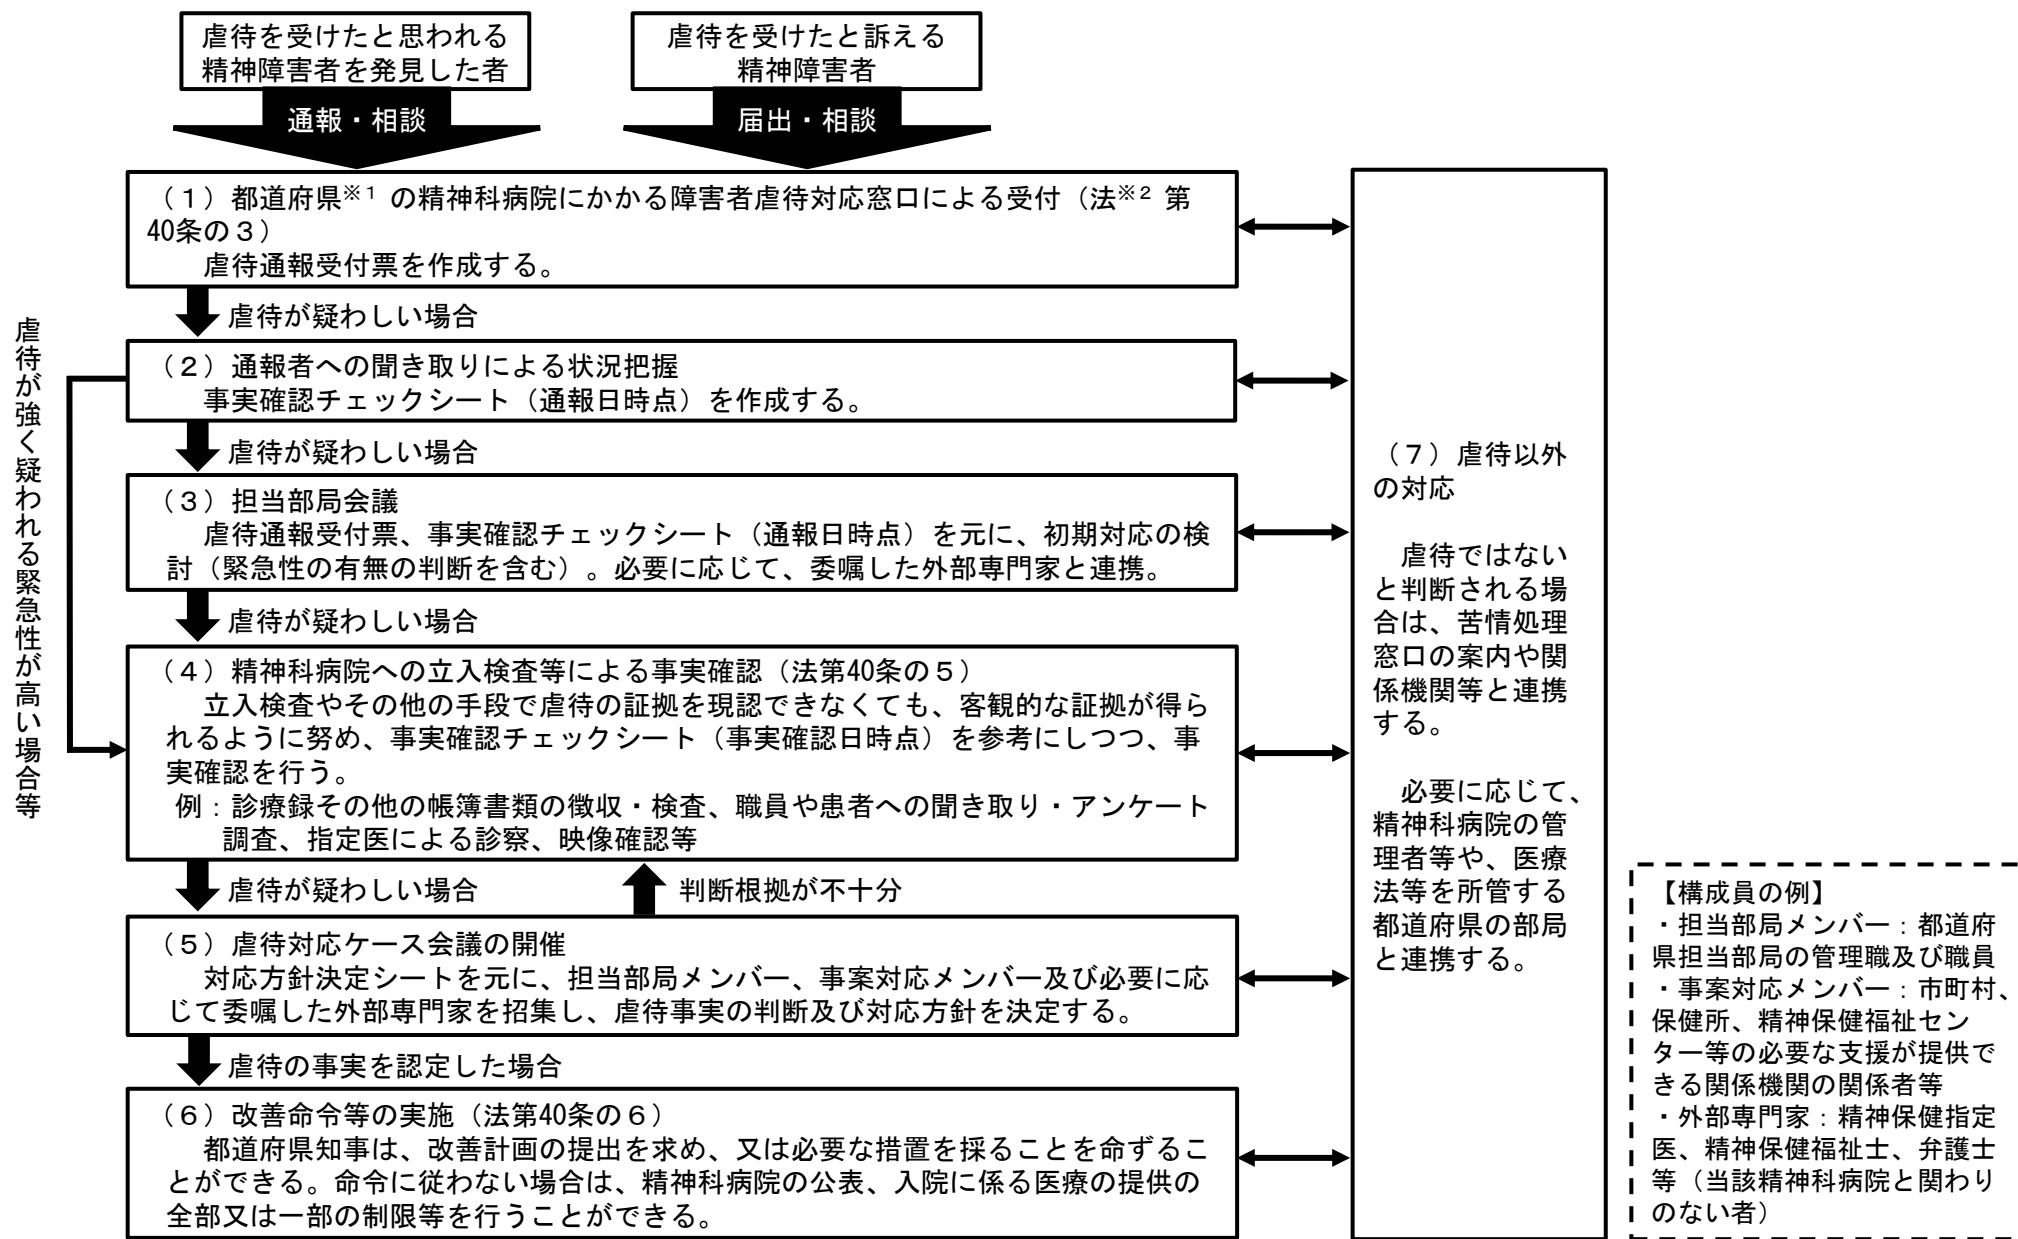 虐待を受けたと思われる
精神障害者を発見した者
虐待を受けたと訴える
精神障害者
通報・相談
届出・相談
（１）都道府県※１ の精神科病院にかかる障害者虐待対応窓口による受付（法※２ 第
40条の３）
虐待通報受付票を作成する。
虐待が疑わしい場合
（２）通報者への聞き取りによる状況把握
事実確認チェックシート（通報日時点）を作成する。
虐待が疑わしい場合
（３）担当部局会議
虐待通報受付票、事実確認チェックシート（通報日時点）を元に、初期対応の検
討（緊急性の有無の判断を含む）。必要に応じて、委嘱した外部専門家と連携。
虐待が疑わしい場合
（４）精神科病院への立入検査等による事実確認（法第40条の５）
立入検査やその他の手段で虐待の証拠を現認できなくても、客観的な証拠が得ら
れるように努め、事実確認チェックシート（事実確認日時点）を参考にしつつ、事
実確認を行う。
例：診療録その他の帳簿書類の徴収・検査、職員や患者への聞き取り・アンケート
調査、指定医による診察、映像確認等
虐待が疑わしい場合
判断根拠が不十分
（５）虐待対応ケース会議の開催
対応方針決定シートを元に、担当部局メンバー、事案対応メンバー及び必要に応
じて委嘱した外部専門家を招集し、虐待事実の判断及び対応方針を決定する。
虐待の事実を認定した場合
（６）改善命令等の実施（法第40条の６）
都道府県知事は、改善計画の提出を求め、又は必要な措置を採ることを命ずるこ
とができる。命令に従わない場合は、精神科病院の公表、入院に係る医療の提供の
全部又は一部の制限等を行うことができる。
虐待が強く疑われる緊急性が高い場合等
（７）虐待以外
の対応
虐待ではない
と判断される場
合は、苦情処理
窓口の案内や関
係機関等と連携
する。
必要に応じて、
精神科病院の管
理者等や、医療
法等を所管する
都道府県の部局
と連携する。
【構成員の例】
・担当部局メンバー：都道府
県担当部局の管理職及び職員
・事案対応メンバー：市町村、
保健所、精神保健福祉セン
ター等の必要な支援が提供で
きる関係機関の関係者等
・外部専門家：精神保健指定
医、精神保健福祉士、弁護士
等（当該精神科病院と関わり
のない者）